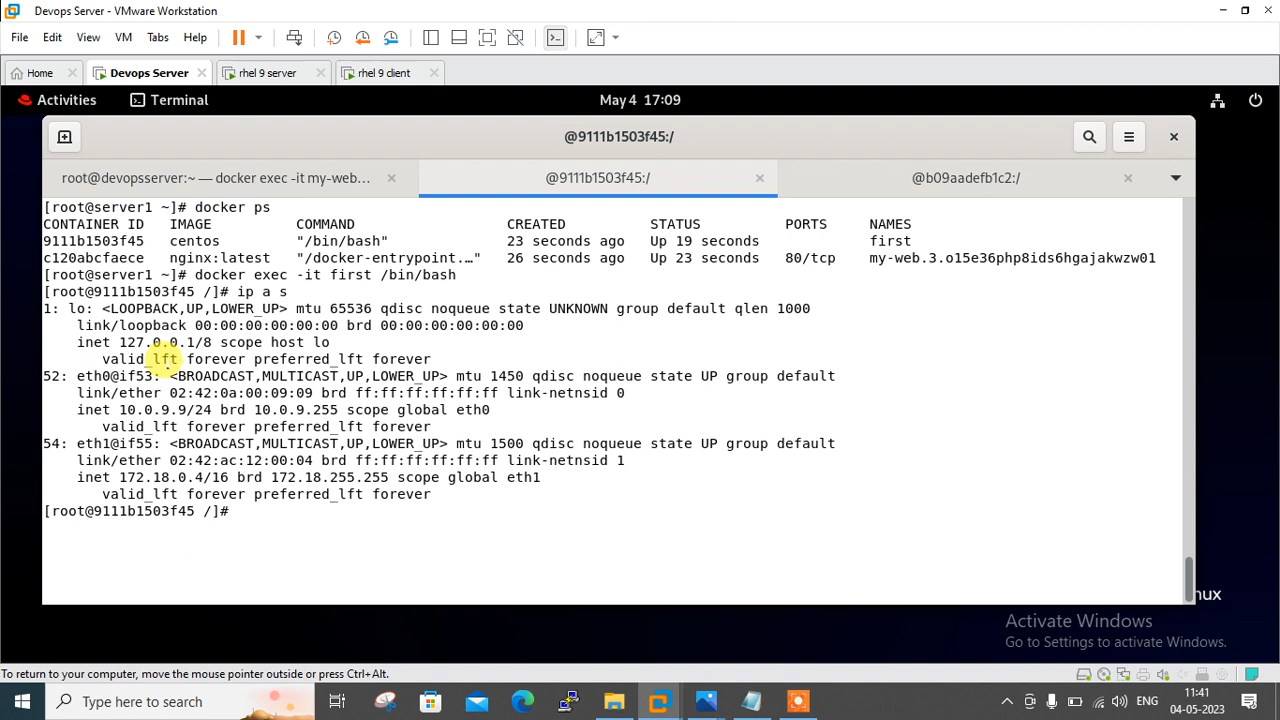 Devops Server - VMware Workstation
File Edit View VM Tabs Help
Home Devops Server rhel 9 server rhel 9 client
Activities Terminal May 4 17:09
@9111b1503f45:/
root@devopsserver:~ — docker exec -it my-web… @9111b1503f45:/ @b09aadefb1c2:/
[root@server1 ~]# docker ps
CONTAINER ID IMAGE COMMAND CREATED STATUS PORTS NAMES
9111b1503f45 centos "/bin/bash" 23 seconds ago Up 19 seconds first
c120abcfaece nginx:latest "/docker-entrypoint.…" 26 seconds ago Up 23 seconds 80/tcp my-web.3.o15e36php8ids6hgajakwzw01
[root@server1 ~]# docker exec -it first /bin/bash
[root@9111b1503f45 /]# ip a s
1: lo: <LOOPBACK,UP,LOWER_UP> mtu 65536 qdisc noqueue state UNKNOWN group default qlen 1000
link/loopback 00:00:00:00:00:00 brd 00:00:00:00:00:00
inet 127.0.0.1/8 scope host lo
valid_lft forever preferred_lft forever
52: eth0@if53: <BROADCAST,MULTICAST,UP,LOWER_UP> mtu 1450 qdisc noqueue state UP group default
link/ether 02:42:0a:00:09:09 brd ff:ff:ff:ff:ff:ff link-netnsid 0
inet 10.0.9.9/24 brd 10.0.9.255 scope global eth0
valid_lft forever preferred_lft forever
54: eth1@if55: <BROADCAST,MULTICAST,UP,LOWER_UP> mtu 1500 qdisc noqueue state UP group default
link/ether 02:42:ac:12:00:04 brd ff:ff:ff:ff:ff:ff link-netnsid 1
inet 172.18.0.4/16 brd 172.18.255.255 scope global eth1
valid_lft forever preferred_lft forever
[root@9111b1503f45 /]#
nux
Activate Windows
Go to Settings to activate Windows.
To return to your computer, move the mouse pointer outside or press Ctrl+Alt.
Type here to search ENG 11:41
04-05-2023